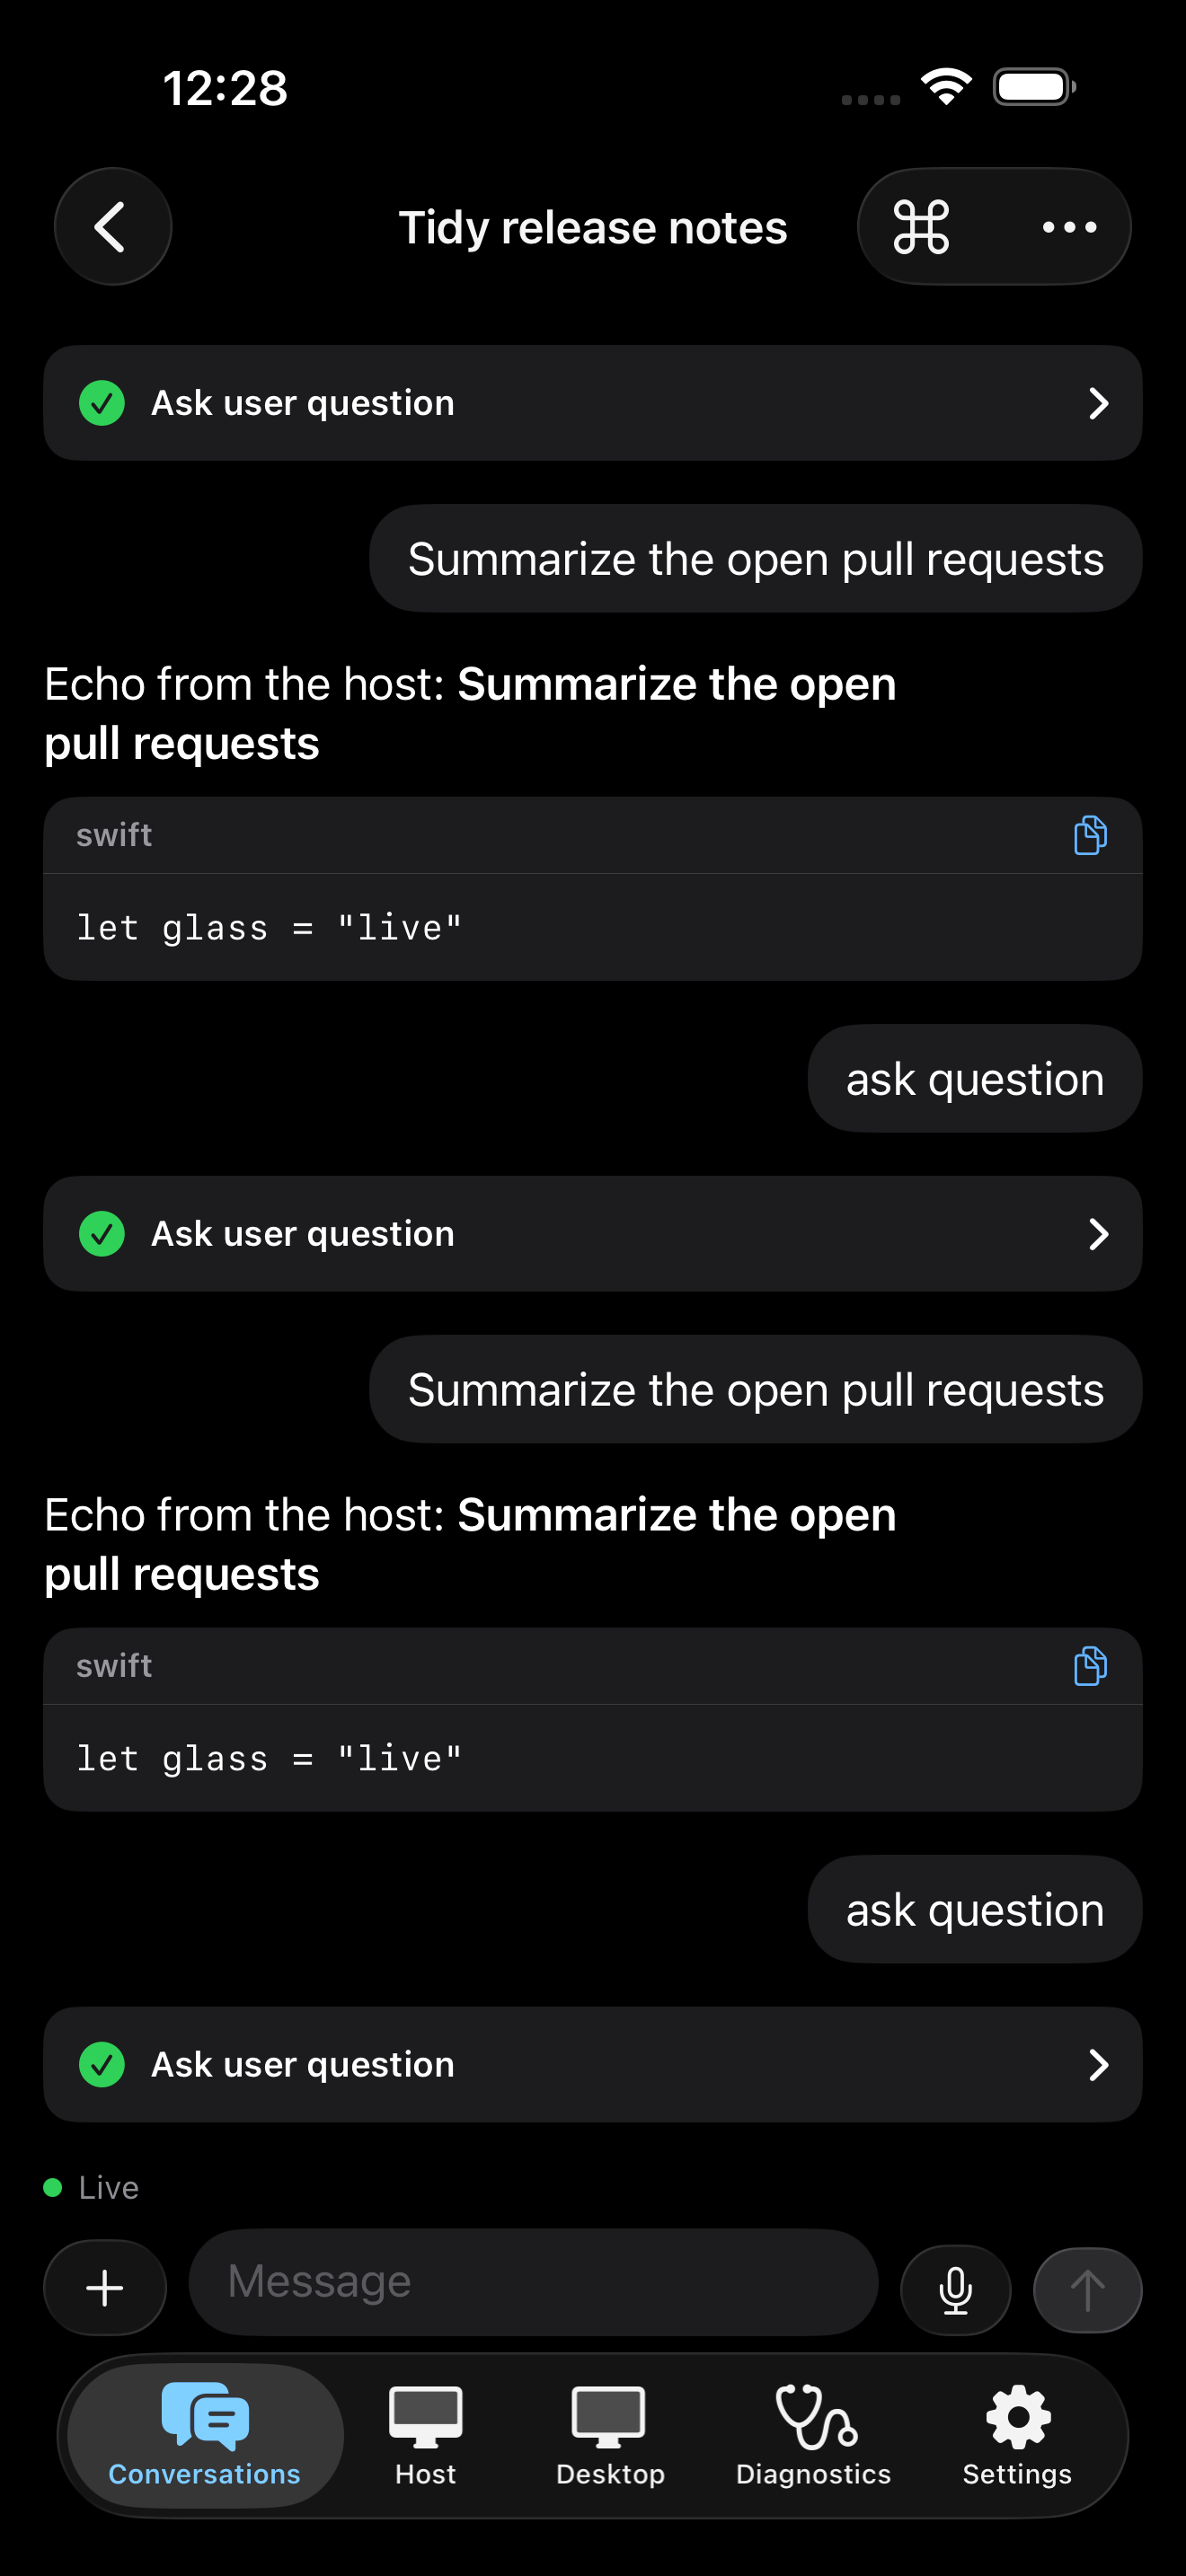 12:28
Tidy release notes
Ask user question
Summarize the open pull requests
Echo from the host: Summarize the open
pull requests
swift
let glass = "live"
ask question
Ask user question
Summarize the open pull requests
Echo from the host: Summarize the open
pull requests
swift
let glass = "live"
ask question
Ask user question
Live
Message
Conversations
Host
Desktop
Diagnostics
Settings